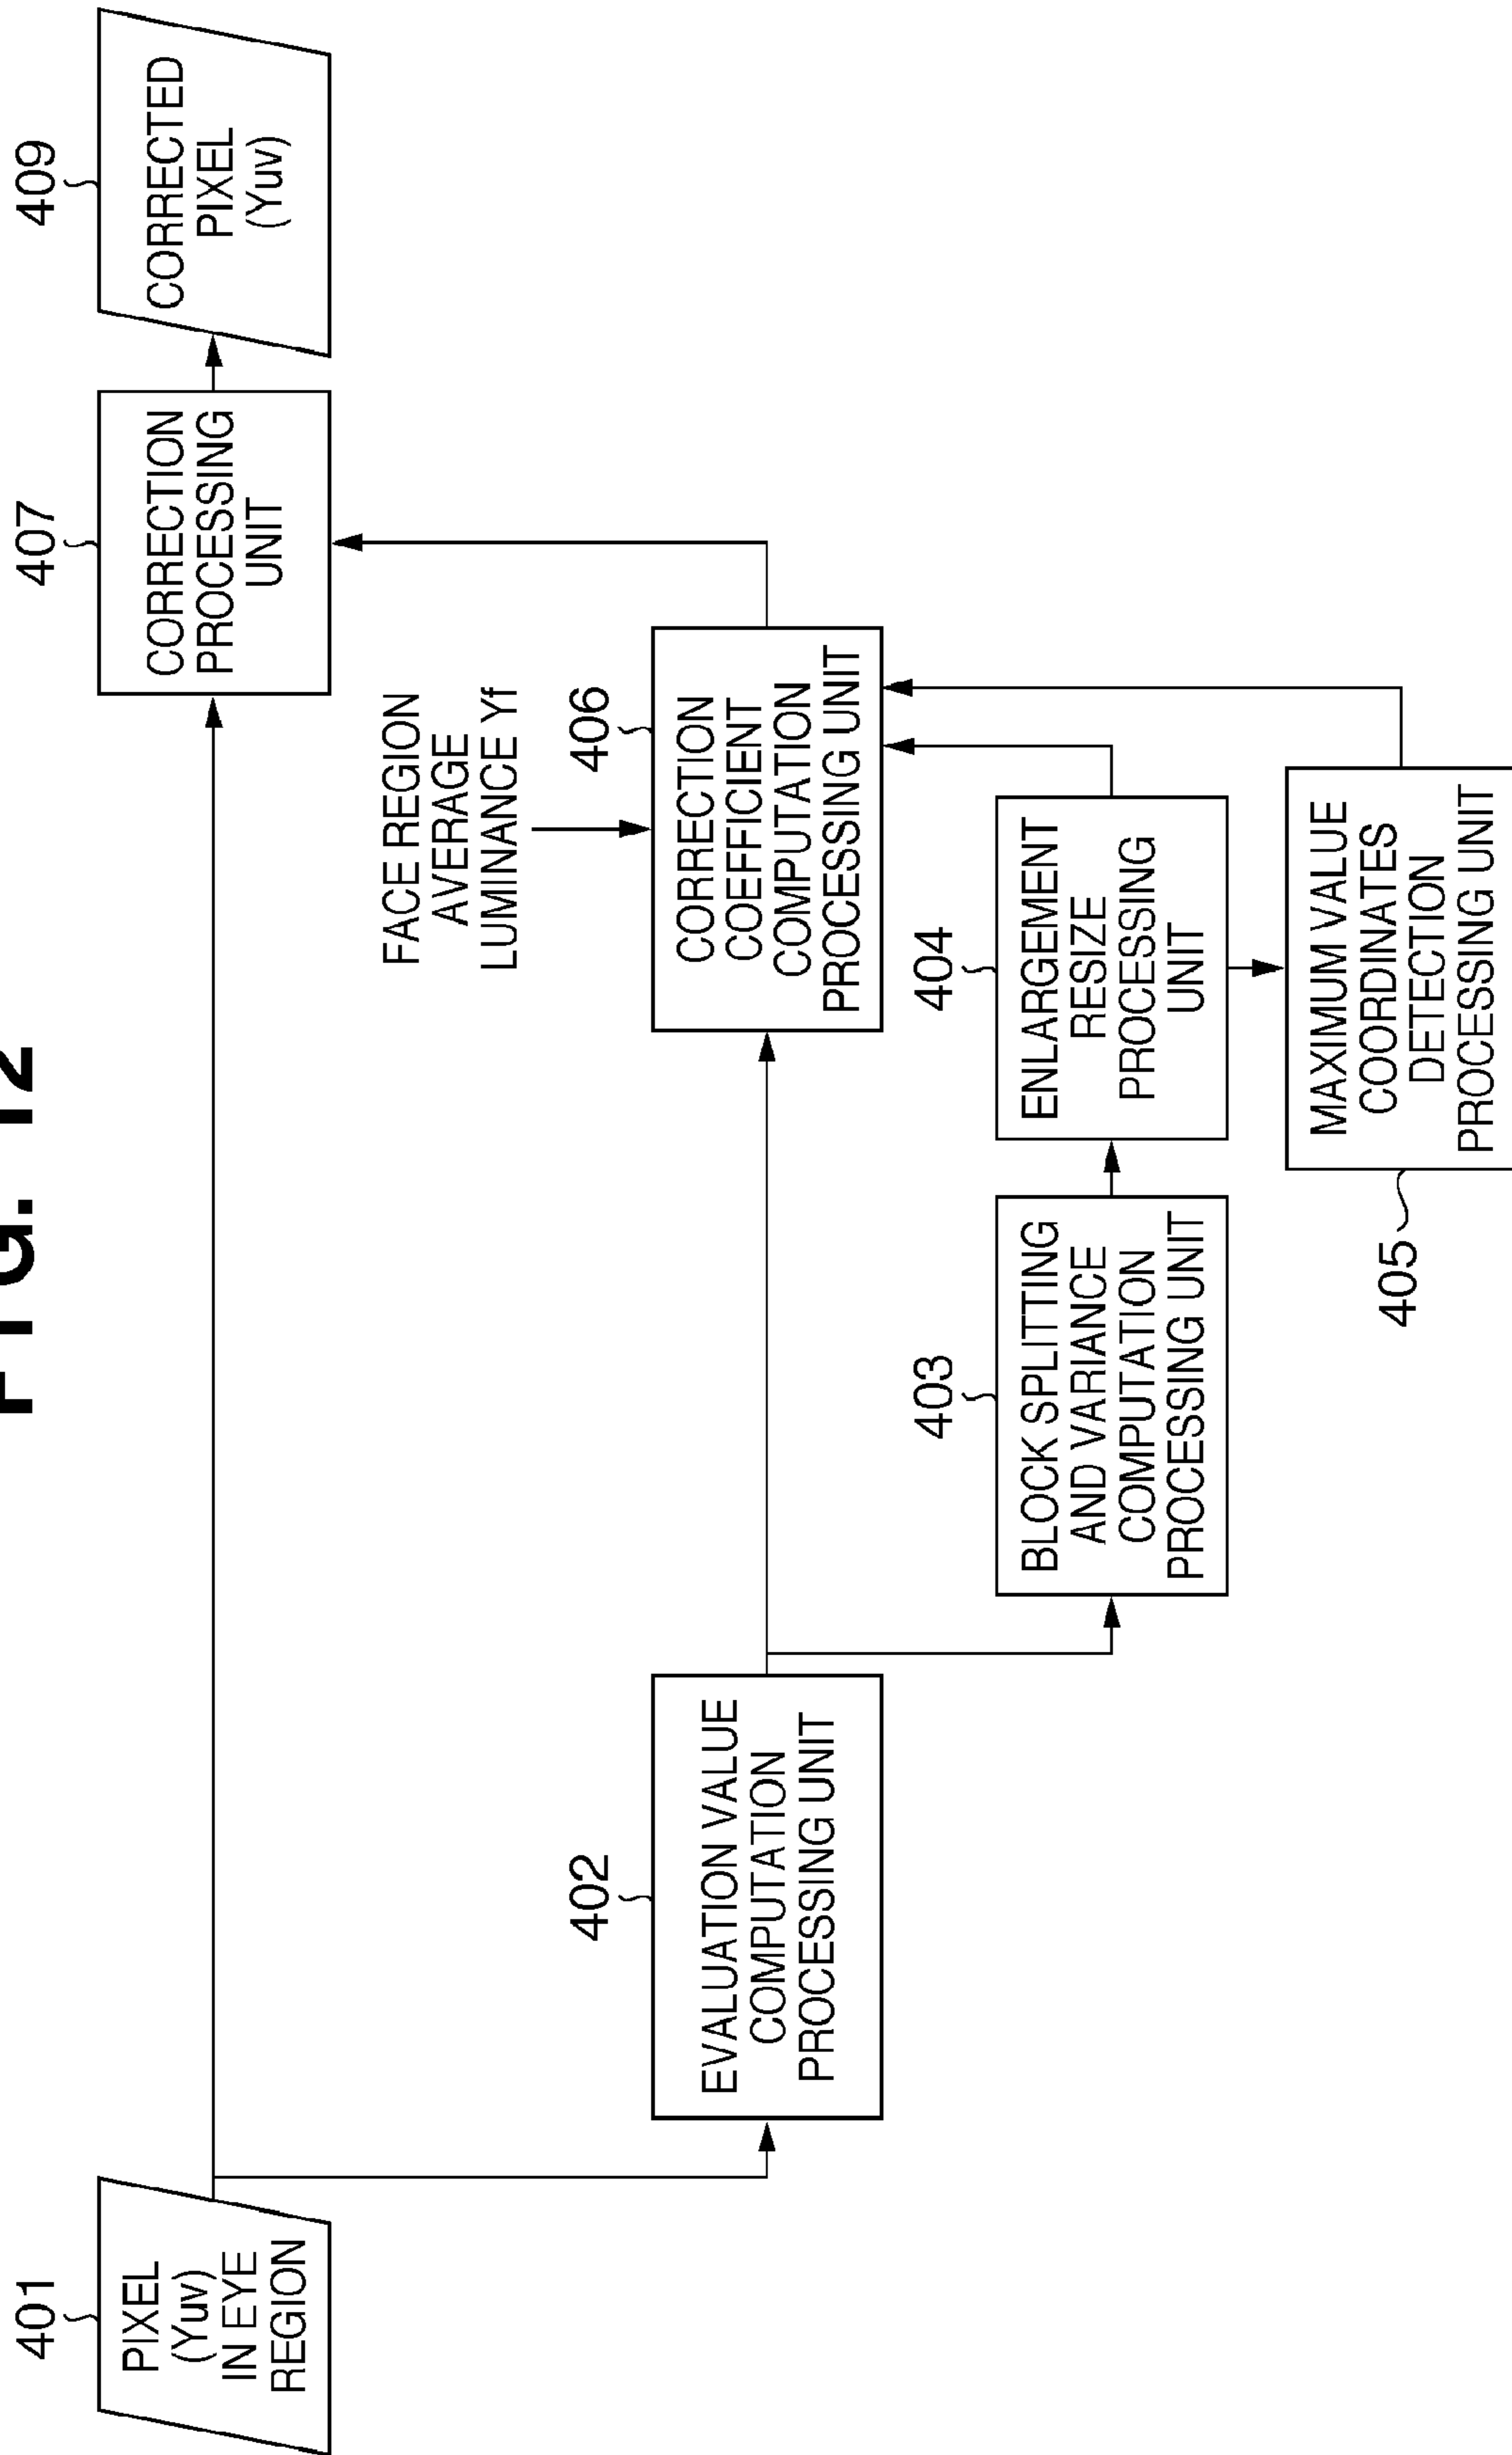 FIG. 12
401
PIXEL
(Yuv)
IN EYE
REGION
407
CORRECTION
PROCESSING
UNIT
409
CORRECTED
PIXEL
(Yuv)
FACE REGION
AVERAGE
LUMINANCE Yf
402
EVALUATION VALUE
COMPUTATION
PROCESSING UNIT
406
CORRECTION
COEFFICIENT
COMPUTATION
PROCESSING UNIT
403
BLOCK SPLITTING
AND VARIANCE
COMPUTATION
PROCESSING UNIT
404
ENLARGEMENT
RESIZE
PROCESSING
UNIT
405
MAXIMUM VALUE
COORDINATES
DETECTION
PROCESSING UNIT